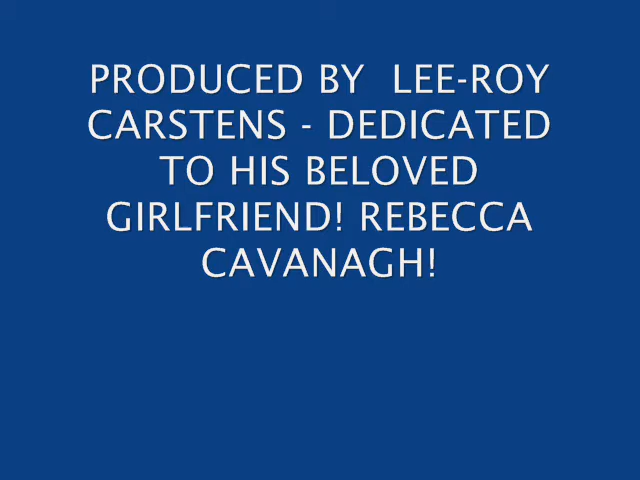 PRODUCED BY  LEE-ROY
CARSTENS - DEDICATED
TO HIS BELOVED
GIRLFRIEND! REBECCA
CAVANAGH!